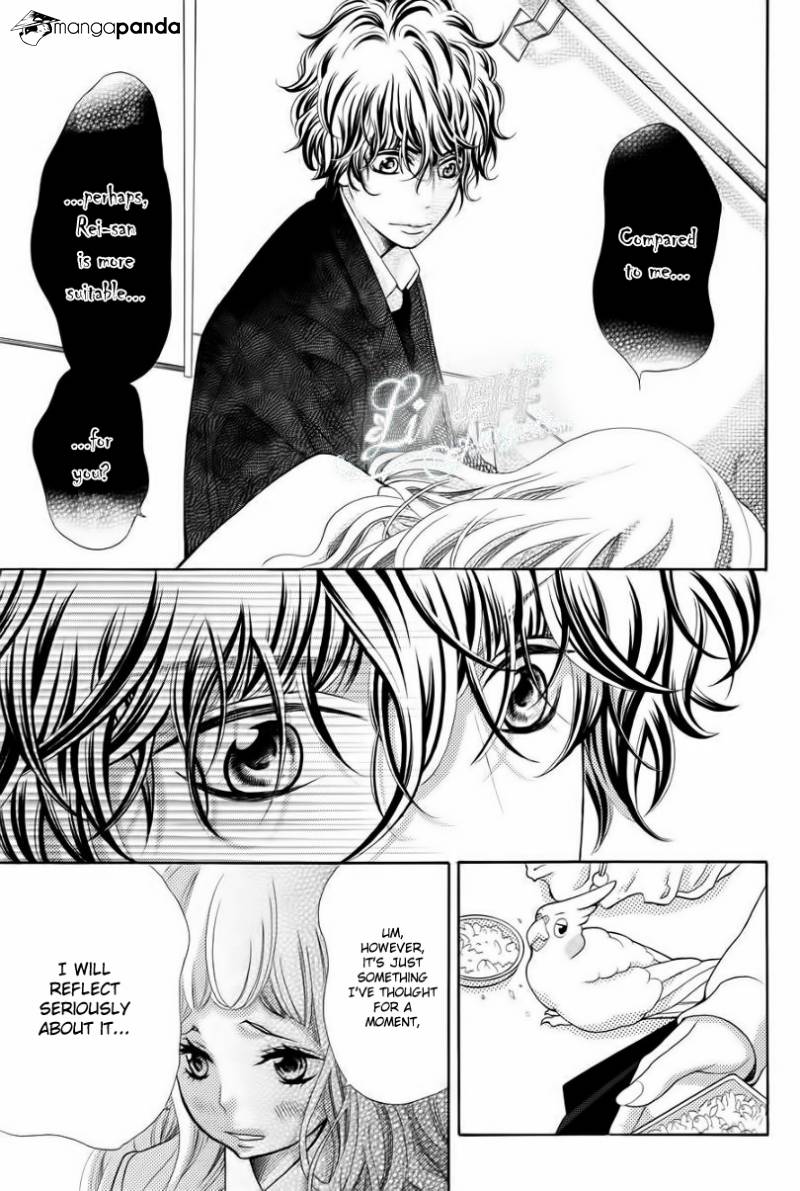 mangapanda
Compared
to me...
...perhaps,
Rei-san
is more
suitable...
...for
you?
UM,
HOWEVER,
IT'S JUST
SOMETHING
I'VE THOUGHT
FOR A
MOMENT,
I WILL
REFLECT
SERIOUSLY
ABOUT IT...